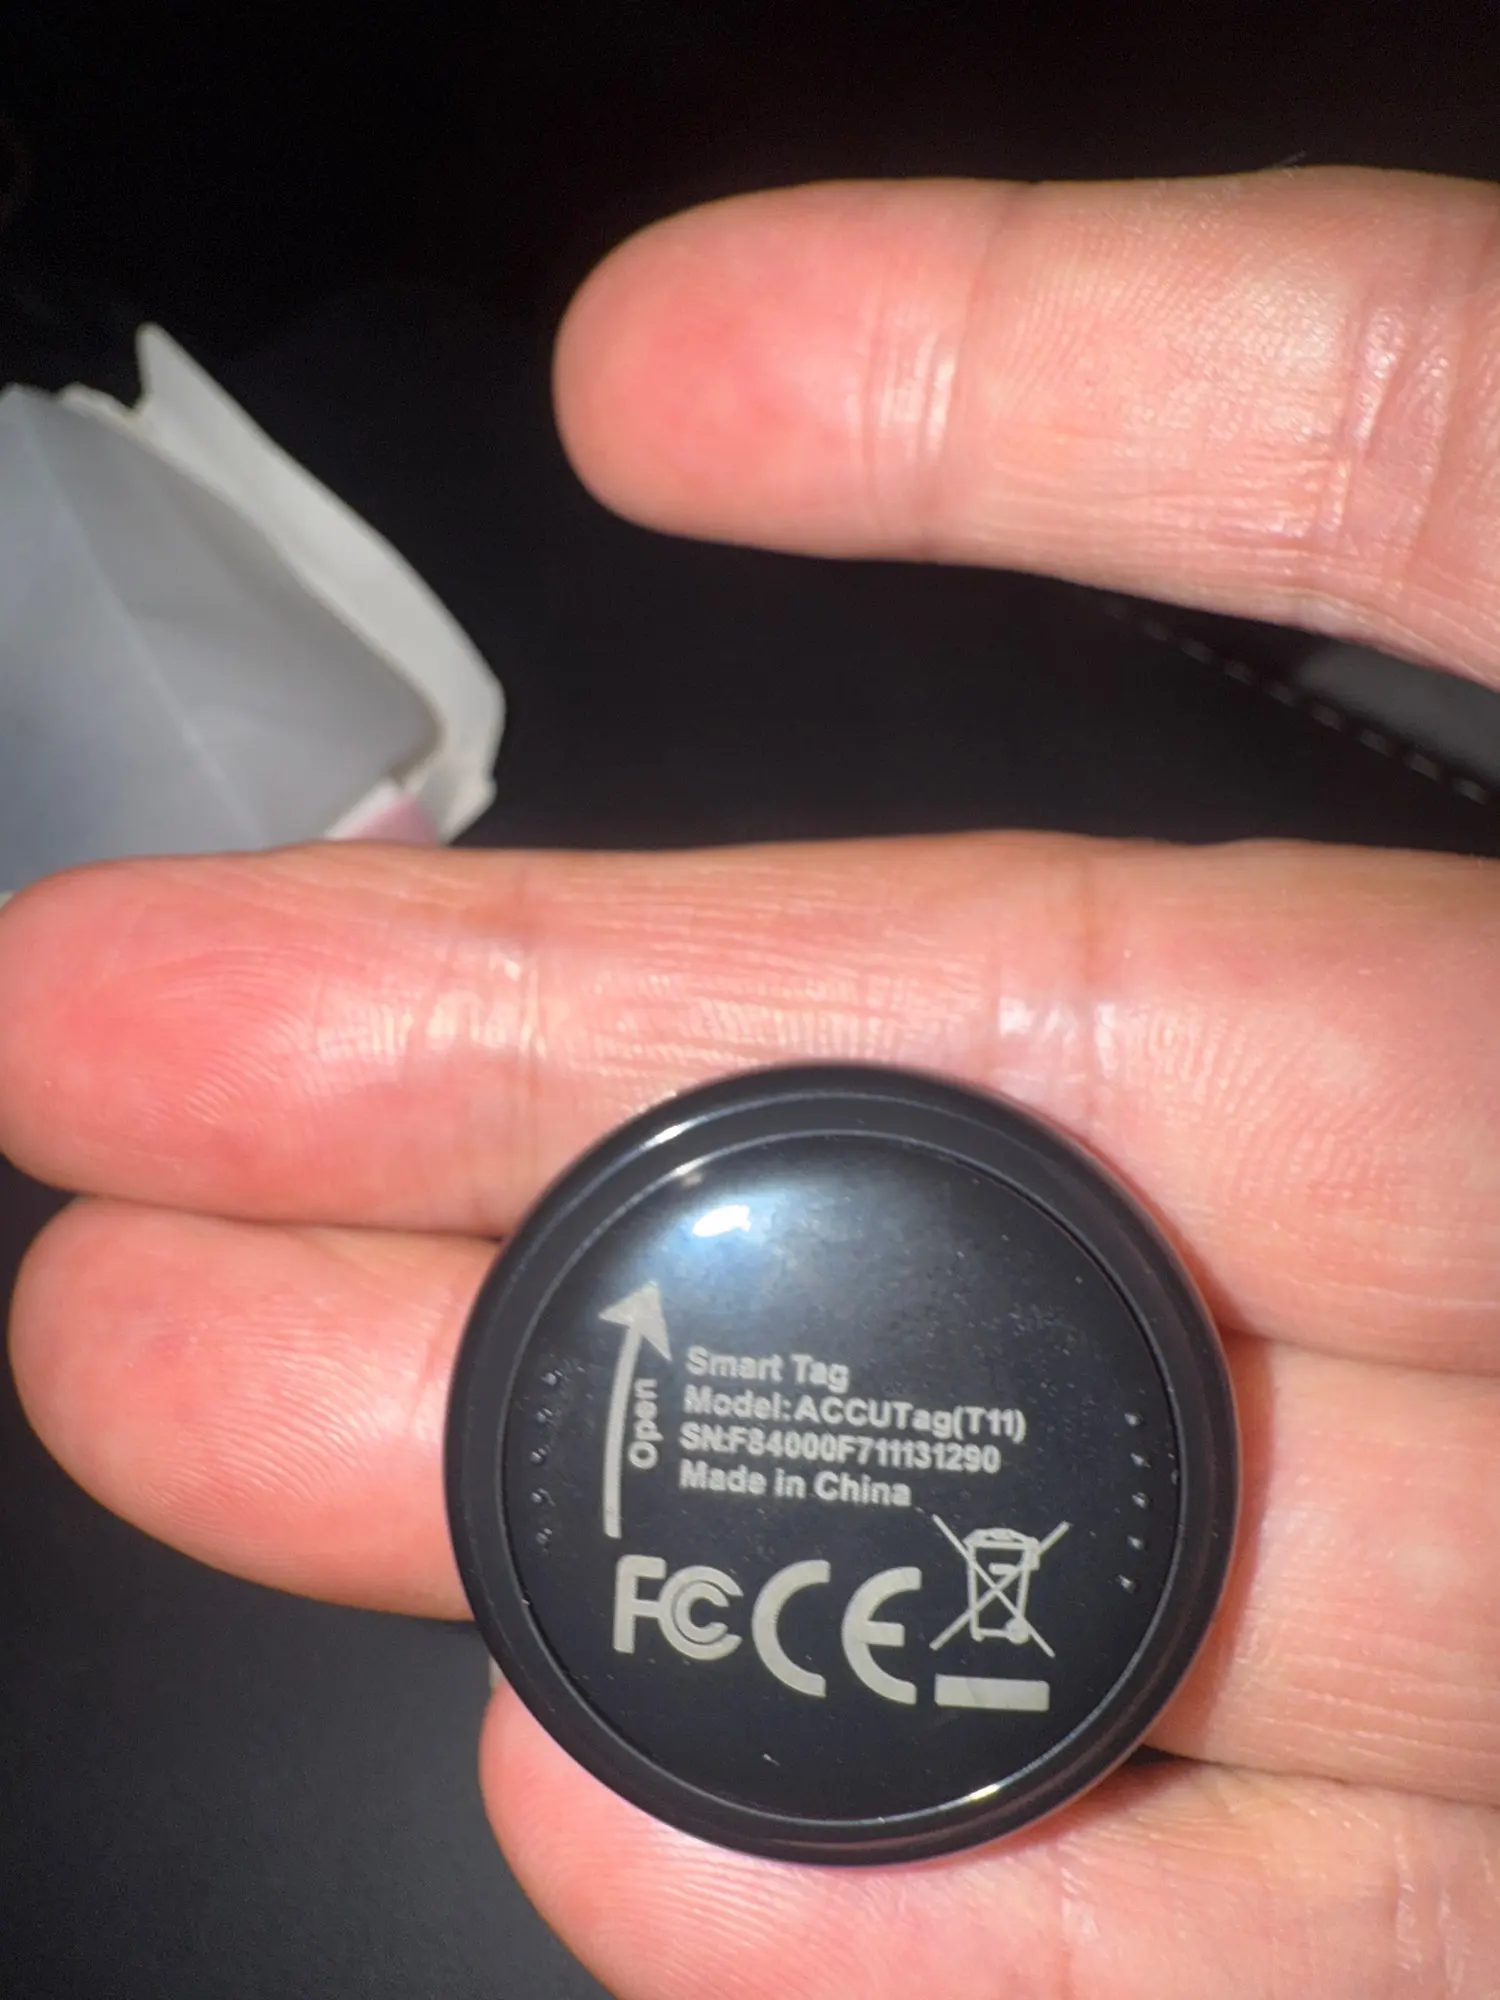 Open
Smart Tag
Model:ACCUTag(T11)
SN:F84000F711131290
Made in China
FC CE